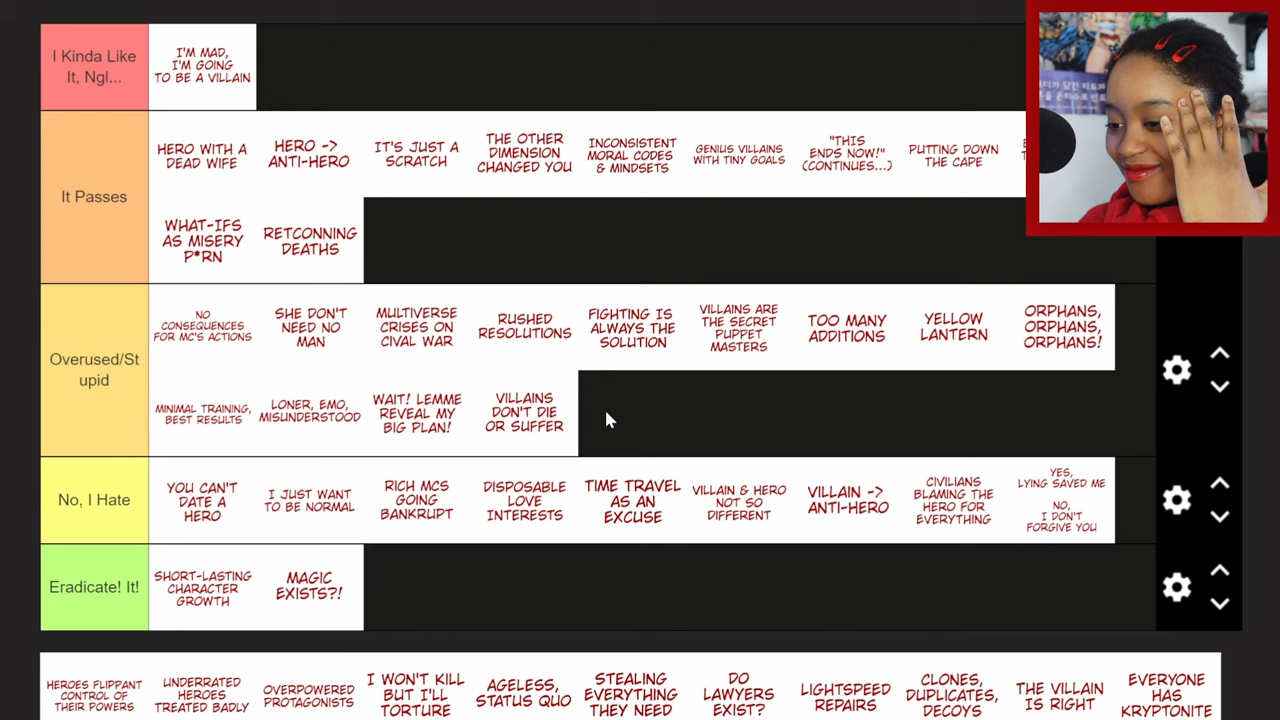 I Kinda Like
It, Ngl...
I'M MAD,
I'M GOING
TO BE A VILLAIN
It Passes
HERO WITH A
DEAD WIFE
HERO ->
ANTI-HERO
IT'S JUST A
SCRATCH
THE OTHER
DIMENSION
CHANGED YOU
INCONSISTENT
MORAL CODES
& MINDSETS
GENIUS VILLAINS
WITH TINY GOALS
"THIS
ENDS NOW!"
(CONTINUES...)
PUTTING DOWN
THE CAPE
WHAT-IFS
AS MISERY
P*RN
RETCONNING
DEATHS
Overused/St
upid
NO
CONSEQUENCES
FOR MC'S ACTIONS
SHE DON'T
NEED NO
MAN
MULTIVERSE
CRISES ON
CIVAL WAR
RUSHED
RESOLUTIONS
FIGHTING IS
ALWAYS THE
SOLUTION
VILLAINS ARE
THE SECRET
PUPPET
MASTERS
TOO MANY
ADDITIONS
YELLOW
LANTERN
ORPHANS,
ORPHANS,
ORPHANS!
MINIMAL TRAINING,
BEST RESULTS
LONER, EMO,
MISUNDERSTOOD
WAIT! LEMME
REVEAL MY
BIG PLAN!
VILLAINS
DON'T DIE
OR SUFFER
No, I Hate
YOU CAN'T
DATE A
HERO
I JUST WANT
TO BE NORMAL
RICH MCS
GOING
BANKRUPT
DISPOSABLE
LOVE
INTERESTS
TIME TRAVEL
AS AN
EXCUSE
VILLAIN & HERO
NOT SO
DIFFERENT
VILLAIN ->
ANTI-HERO
CIVILIANS
BLAMING THE
HERO FOR
EVERYTHING
YES,
LYING SAVED ME
NO,
I DON'T
FORGIVE YOU
Eradicate! It!
SHORT-LASTING
CHARACTER
GROWTH
MAGIC
EXISTS?!
HEROES FLIPPANT
CONTROL OF
THEIR POWERS
UNDERRATED
HEROES
TREATED BADLY
OVERPOWERED
PROTAGONISTS
I WON'T KILL
BUT I'LL
TORTURE
AGELESS,
STATUS QUO
STEALING
EVERYTHING
THEY NEED
DO
LAWYERS
EXIST?
LIGHTSPEED
REPAIRS
CLONES,
DUPLICATES,
DECOYS
THE VILLAIN
IS RIGHT
EVERYONE
HAS
KRYPTONITE